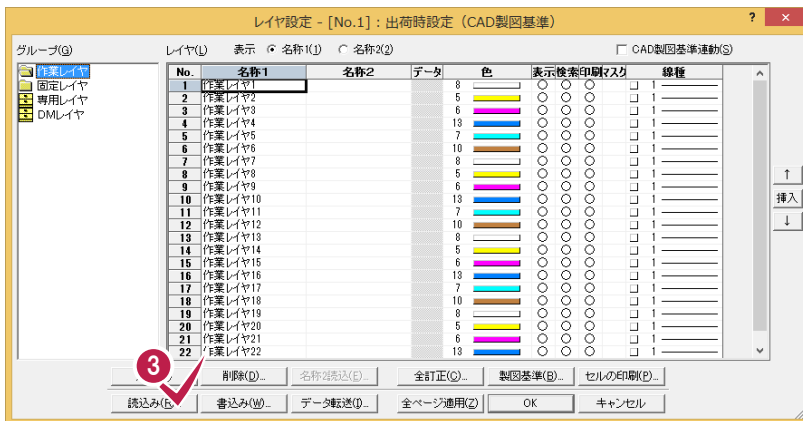 レイヤ設定 - [No.1] : 出荷時設定 (CAD製図基準) ? ×
グループ(G) レイヤ(L) 表示 名称1(1) 名称2(2) CAD製図基準連動(S)
作業レイヤ
固定レイヤ
専用レイヤ
DMレイヤ
No. 名称1 名称2 データ 色 表示 検索 印刷 マスク 線種
1 作業レイヤ1 8 ○ ○ ○ 1
2 作業レイヤ2 5 ○ ○ ○ 1
3 作業レイヤ3 6 ○ ○ ○ 1
4 作業レイヤ4 13 ○ ○ ○ 1
5 作業レイヤ5 7 ○ ○ ○ 1
6 作業レイヤ6 10 ○ ○ ○ 1
7 作業レイヤ7 8 ○ ○ ○ 1
8 作業レイヤ8 5 ○ ○ ○ 1
9 作業レイヤ9 6 ○ ○ ○ 1
10 作業レイヤ10 13 ○ ○ ○ 1
11 作業レイヤ11 7 ○ ○ ○ 1
12 作業レイヤ12 10 ○ ○ ○ 1
13 作業レイヤ13 8 ○ ○ ○ 1
14 作業レイヤ14 5 ○ ○ ○ 1
15 作業レイヤ15 6 ○ ○ ○ 1
16 作業レイヤ16 13 ○ ○ ○ 1
17 作業レイヤ17 7 ○ ○ ○ 1
18 作業レイヤ18 10 ○ ○ ○ 1
19 作業レイヤ19 8 ○ ○ ○ 1
20 作業レイヤ20 5 ○ ○ ○ 1
21 作業レイヤ21 6 ○ ○ ○ 1
22 作業レイヤ22 13 ○ ○ ○ 1
↑
挿入
↓
3
削除(D)... 名称2読込(E)... 全訂正(C)... 製図基準(B)... セルの印刷(P)...
読込み(R)... 書込み(W)... データ転送(I)... 全ページ適用(Z) OK キャンセル